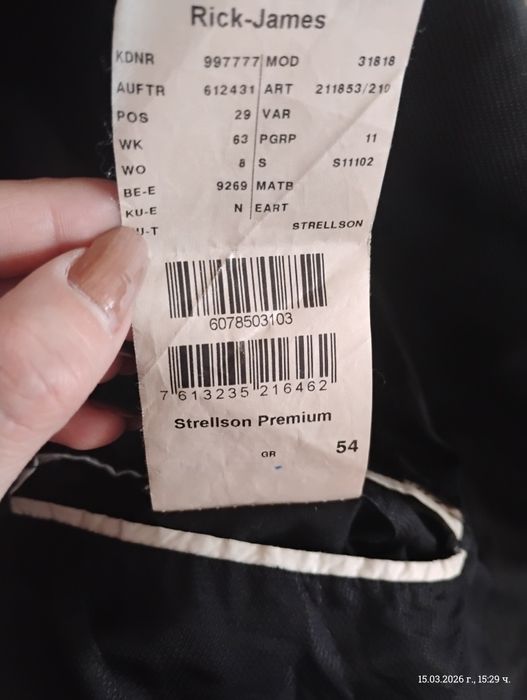 Rick-James
KDNR 997777 MOD 31818
AUFTR 612431 ART 211853/210
POS 29 VAR
WK 63 PGRP 11
WO 8 S S11102
BE-E 9269 MATB
KU-E N EART
U-T STRELLSON
6078503103
7 613235 216462
Strellson Premium
GR 54
15.03.2026 г., 15:29 ч.